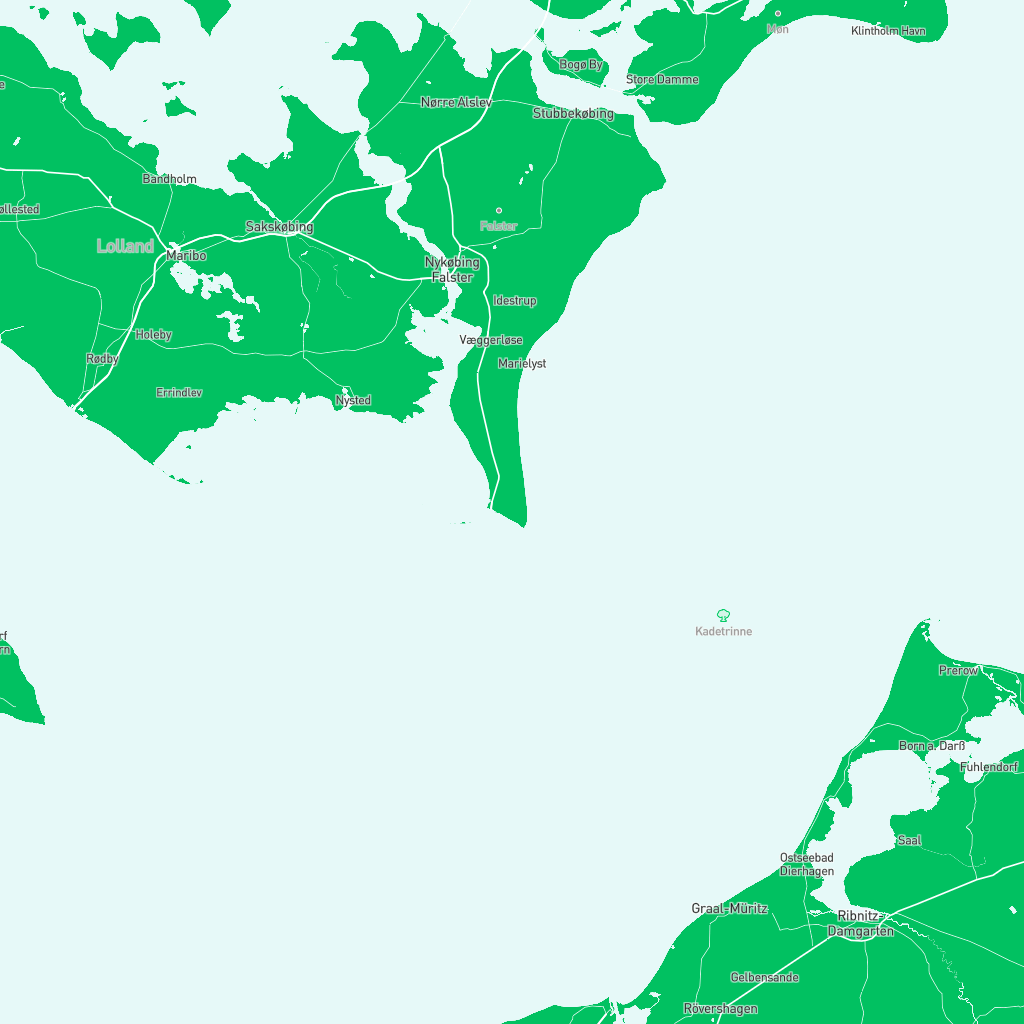 Møn
Klintholm Havn
Bogø By
Store Damme
Nørre Alslev
Stubbekøbing
Bandholm
øllested
Falster
Sakskøbing
Lolland
Maribo
Nykøbing
Falster
Idestrup
Holeby
Væggerløse
Rødby
Marielyst
Errindlev
Nysted
Kadetrinne
rf
rn
Prerow
Born a. Darß
Fuhlendorf
Saal
Ostseebad
Dierhagen
Graal-Müritz
Ribnitz-
Damgarten
Gelbensande
Rövershagen